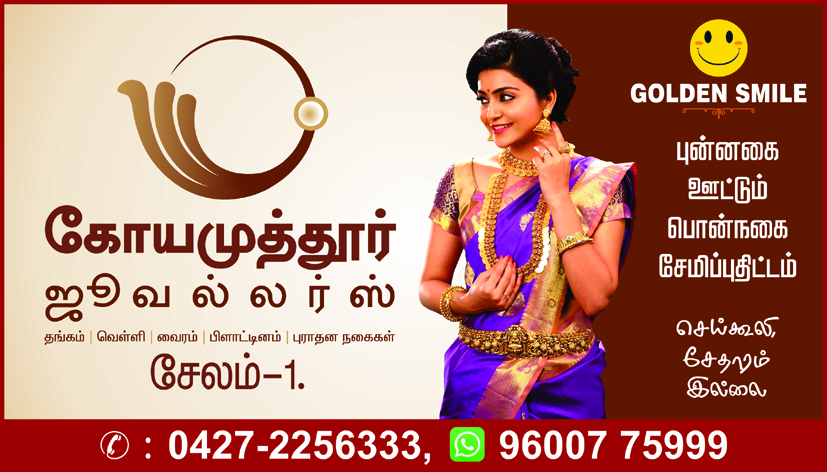 கோயமுத்தூர்
ஜூவல்லர்ஸ்
தங்கம் | வெள்ளி | வைரம் | பிளாட்டினம் | புராதன நகைகள்
சேலம்-1.
GOLDEN SMILE
புன்னகை
ஊட்டும்
பொன்நகை
சேமிப்புதிட்டம்
செய்கூலி,
சேதாரம்
இல்லை
: 0427-2256333, 96007 75999